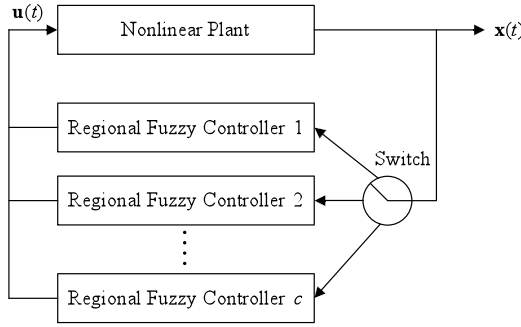 u(t)
Nonlinear Plant
x(t)
Regional Fuzzy Controller 1
Switch
Regional Fuzzy Controller 2
Regional Fuzzy Controller c